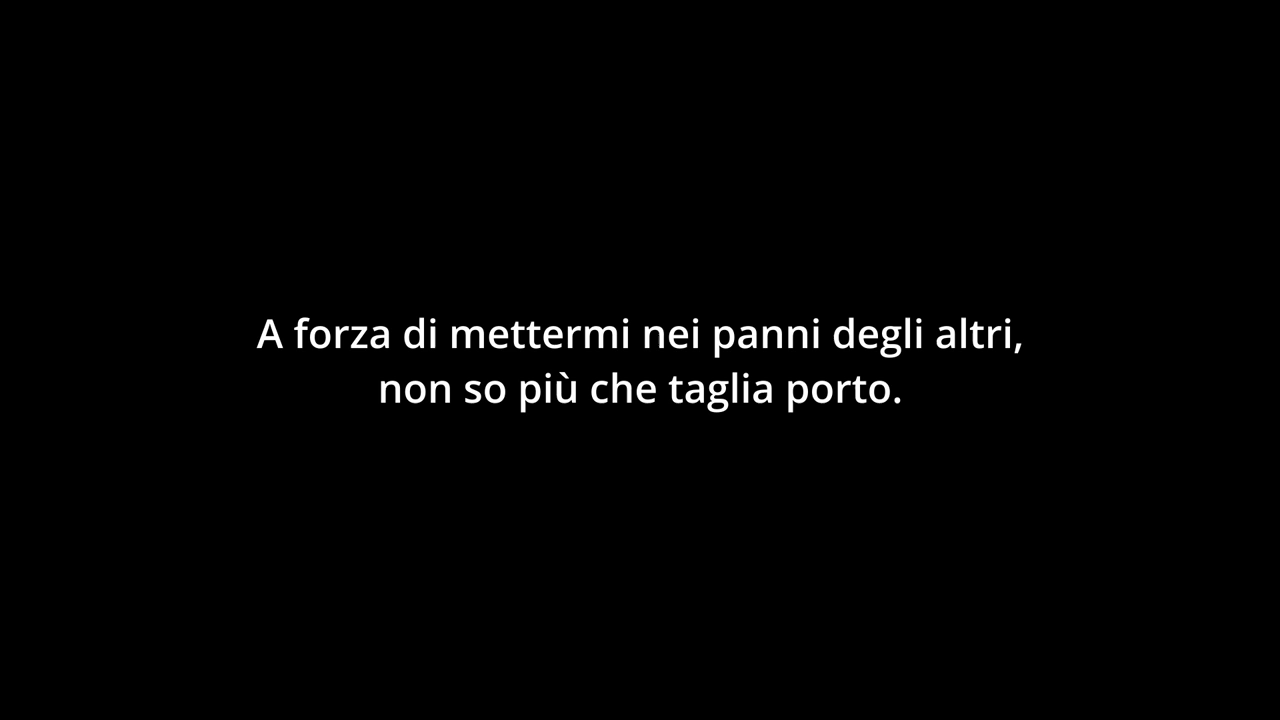 A forza di mettermi nei panni degli altri,
non so più che taglia porto.